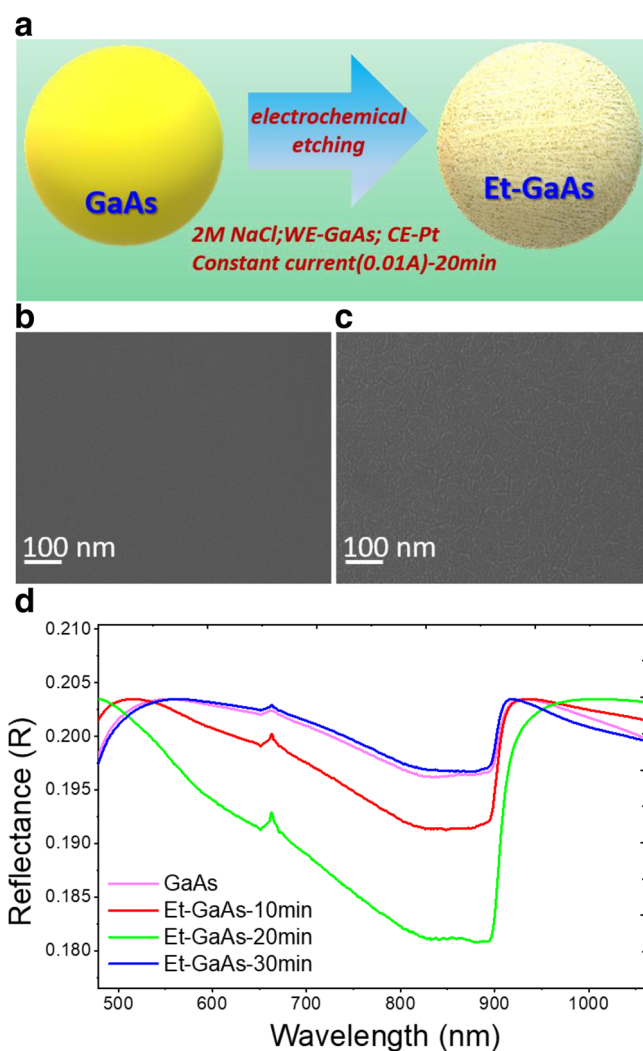 a
electrochemical
etching
GaAs
Et-GaAs
2M NaCl;WE-GaAs; CE-Pt
Constant current(0.01A)-20min
b
c
100 nm
100 nm
d
0.210
0.205
0.200
0.195
0.190
0.185
0.180
Reflectance (R)
GaAs
Et-GaAs-10min
Et-GaAs-20min
Et-GaAs-30min
500
600
700
800
900
1000
Wavelength (nm)